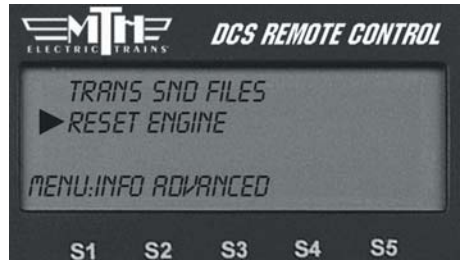 MTH DCS REMOTE CONTROL
ELECTRIC TRAINS
TRANS SND FILES
RESET ENGINE
MENU:INFO ADVANCED
S1 S2 S3 S4 S5